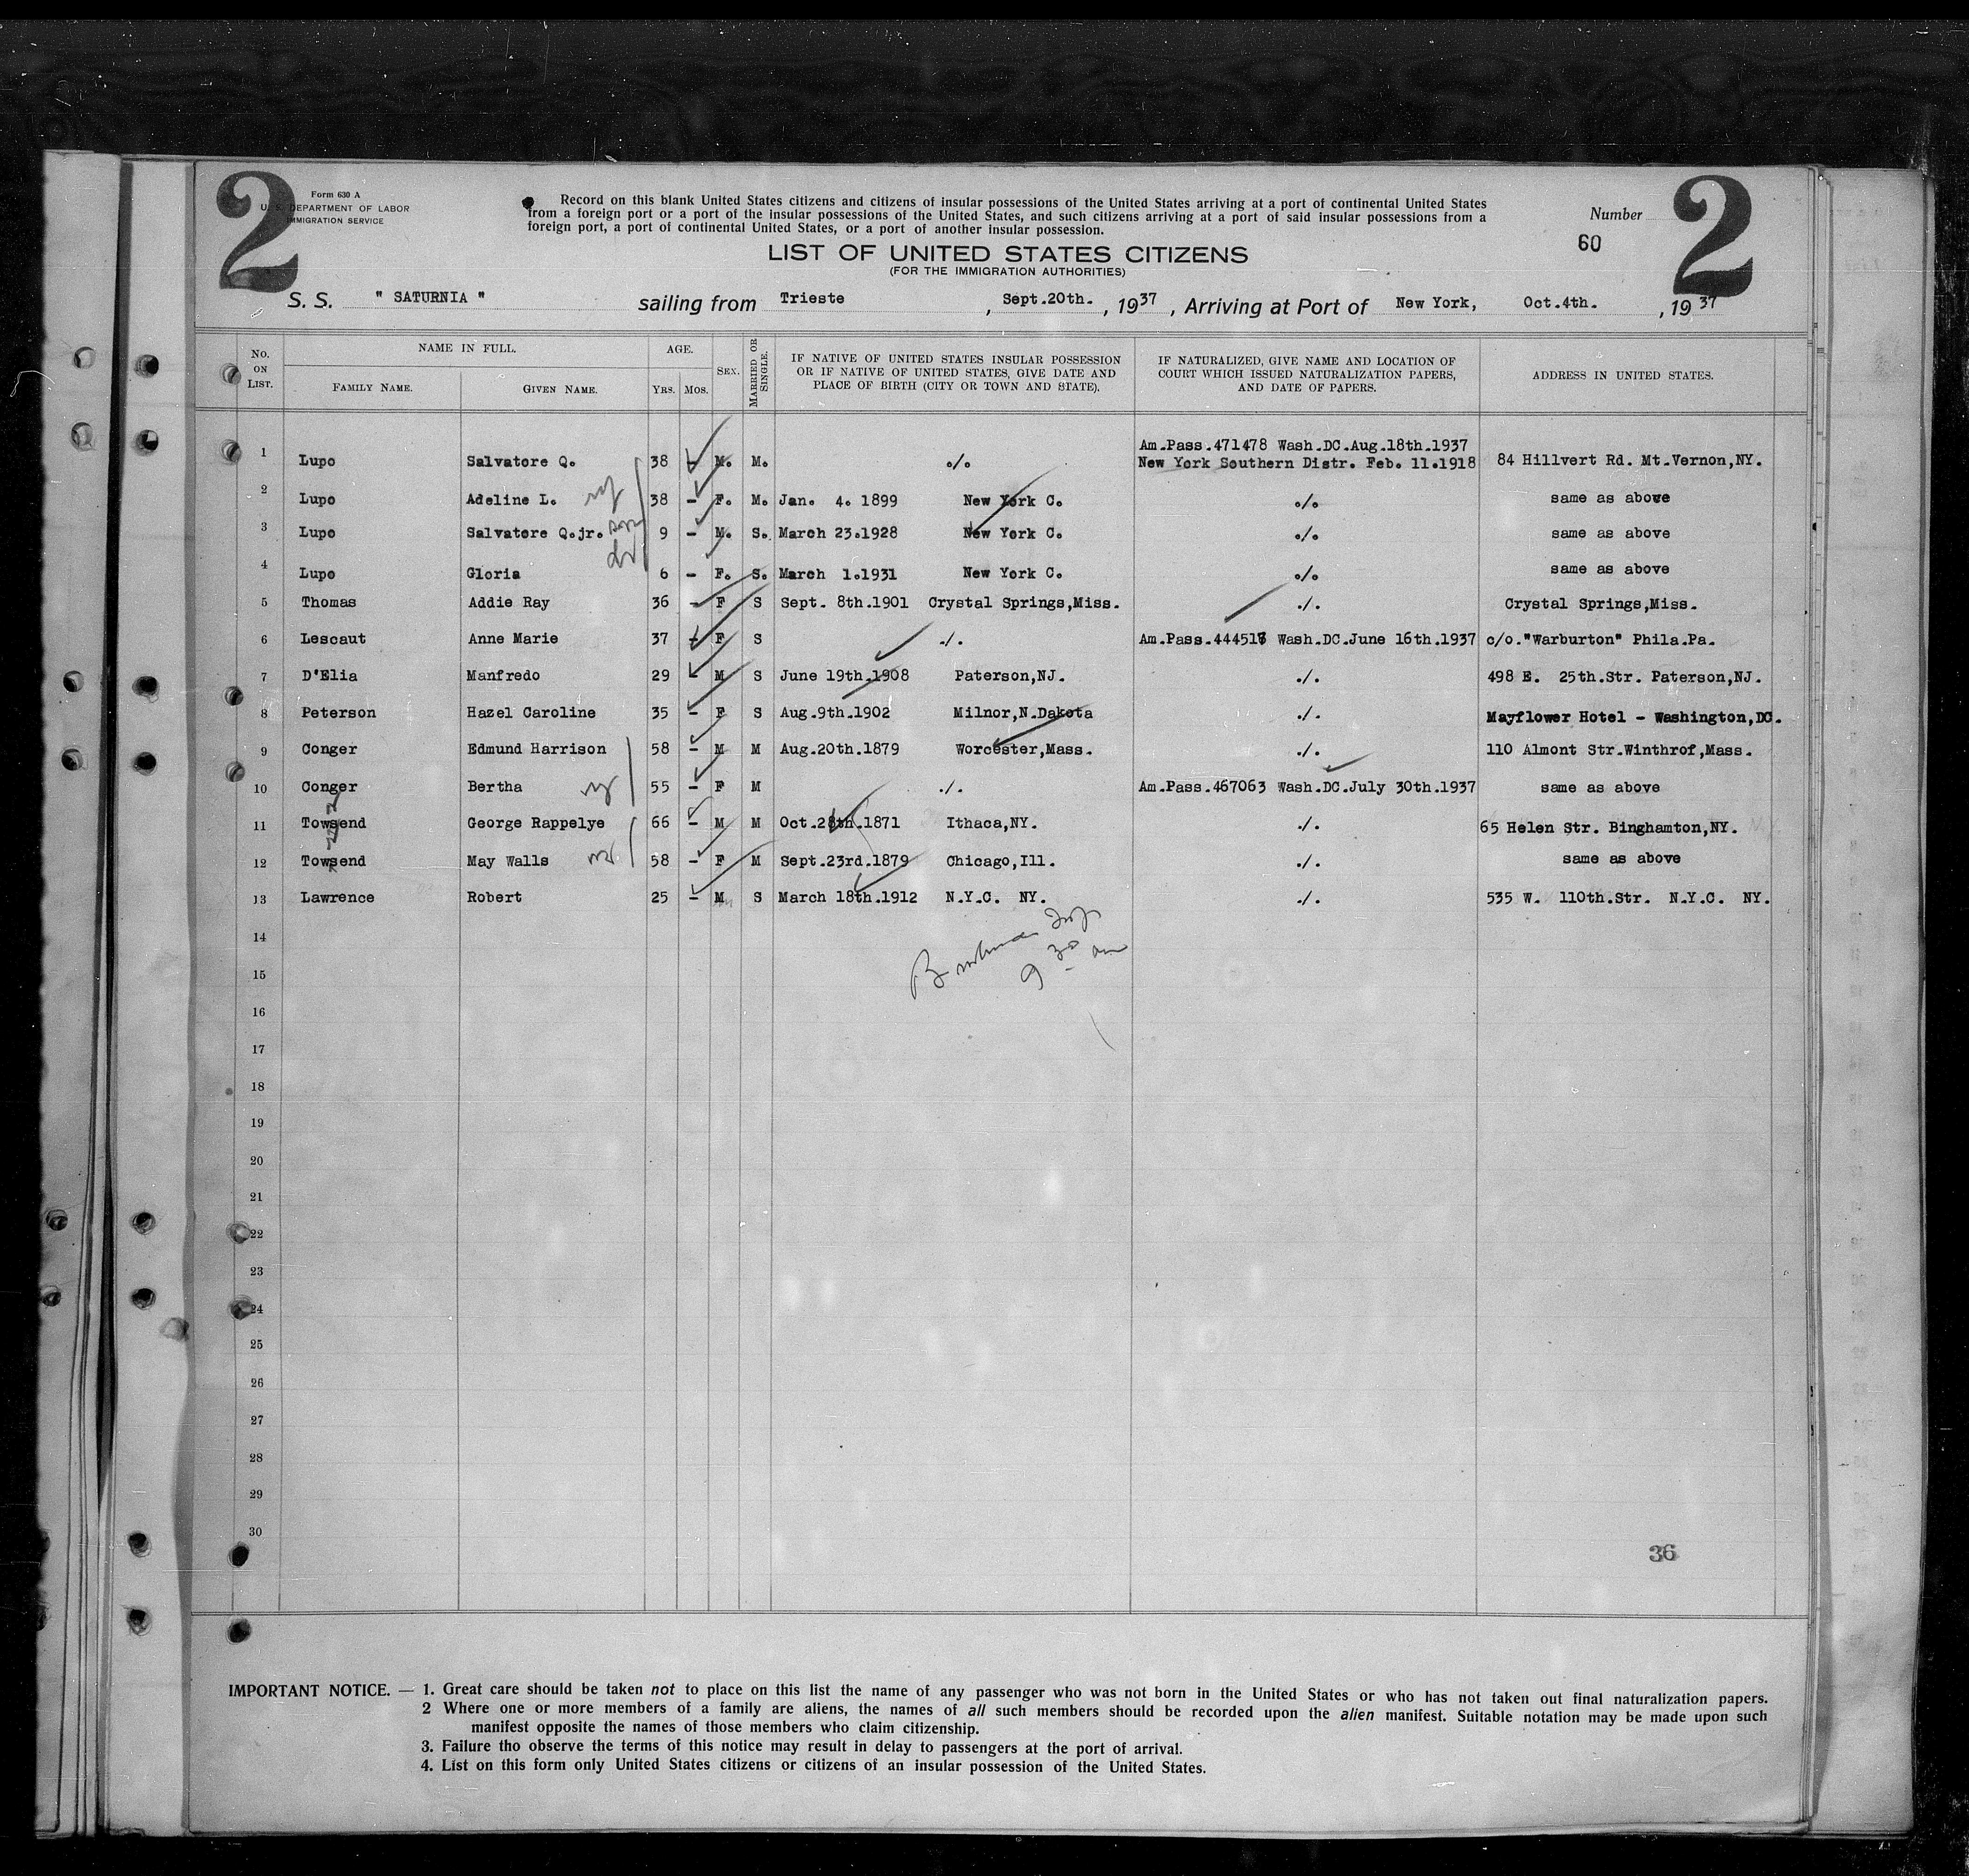 2
2
Form 630 A
U. S. DEPARTMENT OF LABOR
IMMIGRATION SERVICE
Record on this blank United States citizens and citizens of insular possessions of the United States arriving at a port of continental United States
from a foreign port or a port of the insular possessions of the United States, and such citizens arriving at a port of said insular possessions from a
foreign port, a port of continental United States, or a port of another insular possession.
Number
60
LIST OF UNITED STATES CITIZENS
(FOR THE IMMIGRATION AUTHORITIES)
S. S. " SATURNIA " sailing from Trieste , Sept.20th. , 1937 , Arriving at Port of New York, Oct.4th. , 1937
No. ON LIST. NAME IN FULL. FAMILY NAME. GIVEN NAME. AGE. YRS. MOS. SEX. MARRIED OR SINGLE. IF NATIVE OF UNITED STATES INSULAR POSSESSION OR IF NATIVE OF UNITED STATES, GIVE DATE AND PLACE OF BIRTH (CITY OR TOWN AND STATE). IF NATURALIZED, GIVE NAME AND LOCATION OF COURT WHICH ISSUED NATURALIZATION PAPERS, AND DATE OF PAPERS. ADDRESS IN UNITED STATES.
Am.Pass.471478 Wash.DC.Aug.18th.1937
1 Lupo Salvatore Q. 38 - M. M. o/o New York Southern Distr. Feb. 11.1918 84 Hillvert Rd. Mt.Vernon,NY.
2 Lupo Adeline L. 38 - F. M. Jan. 4. 1899 New York C. o/o same as above
3 Lupo Salvatore Q.jr. son 9 - M. S. March 23.1928 New York C. o/o same as above
4 Lupo Gloria 6 - F. S. March 1.1931 New York C. o/o same as above
5 Thomas Addie Ray 36 - F S Sept. 8th.1901 Crystal Springs,Miss. ./. Crystal Springs,Miss.
6 Lescaut Anne Marie 37 - F S ./. Am.Pass. Wash.DC.June 16th.1937 c/o."Warburton" Phila.Pa.
7 D'Elia Manfredo 29 - M S June 19th.1908 Paterson,NJ. ./. 498 E. 25th.Str. Paterson,NJ.
8 Peterson Hazel Caroline 35 - F S Aug.9th.1902 Milnor,N.Dakota ./. Mayflower Hotel - Washington,DC.
9 Conger Edmund Harrison 58 - M M Aug.20th.1879 Worcester,Mass. ./. 110 Almont Str.Winthrof,Mass.
10 Conger Bertha 55 - F M ./. Am.Pass.467063 Wash.DC.July 30th.1937 same as above
11 Towsend George Rappelye 66 - M M Oct.28th.1871 Ithaca,NY. ./. 65 Helen Str. Binghamton,NY.
12 Towsend May Walls 58 - F M Sept.23rd.1879 Chicago,Ill. ./. same as above
13 Lawrence Robert 25 - M S March 18th.1912 N.Y.C. NY. ./. 535 W. 110th.Str. N.Y.C. NY.
14
9 30 am
15
16
17
18
19
20
21
22
23
24
25
26
27
28
29
30
36
IMPORTANT NOTICE. — 1. Great care should be taken not to place on this list the name of any passenger who was not born in the United States or who has not taken out final naturalization papers.
2 Where one or more members of a family are aliens, the names of all such members should be recorded upon the alien manifest. Suitable notation may be made upon such
manifest opposite the names of those members who claim citizenship.
3. Failure tho observe the terms of this notice may result in delay to passengers at the port of arrival.
4. List on this form only United States citizens or citizens of an insular possession of the United States.